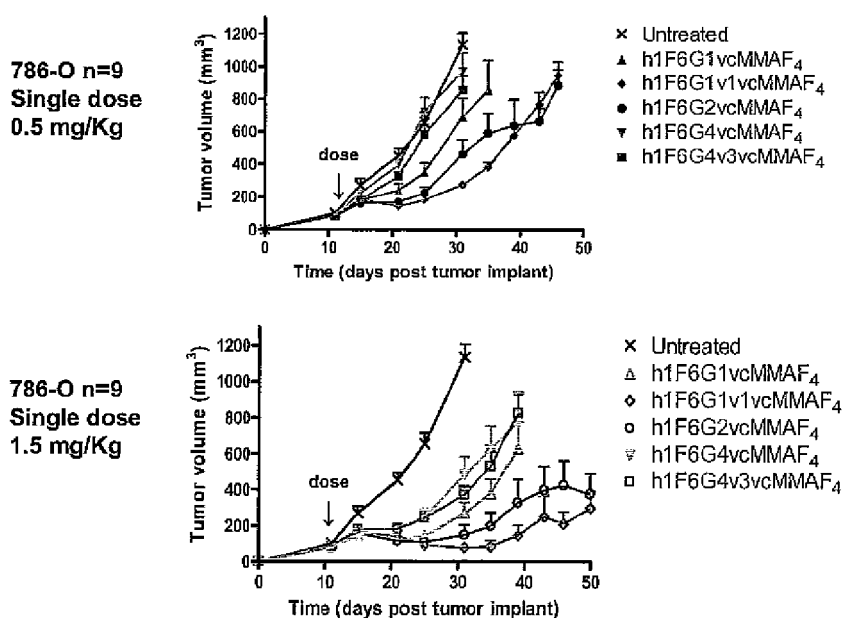 786-O n=9
Single dose
0.5 mg/Kg
Tumor volume (mm³)
1200
1000
800
600
400
200
0
dose
0 10 20 30 40 50
Time (days post tumor implant)
Untreated
h1F6G1vcMMAF₄
h1F6G1v1vcMMAF₄
h1F6G2vcMMAF₄
h1F6G4vcMMAF₄
h1F6G4v3vcMMAF₄
786-O n=9
Single dose
1.5 mg/Kg
Tumor volume (mm³)
1200
1000
800
600
400
200
0
dose
0 10 20 30 40 50
Time (days post tumor implant)
Untreated
h1F6G1vcMMAF₄
h1F6G1v1vcMMAF₄
h1F6G2vcMMAF₄
h1F6G4vcMMAF₄
h1F6G4v3vcMMAF₄